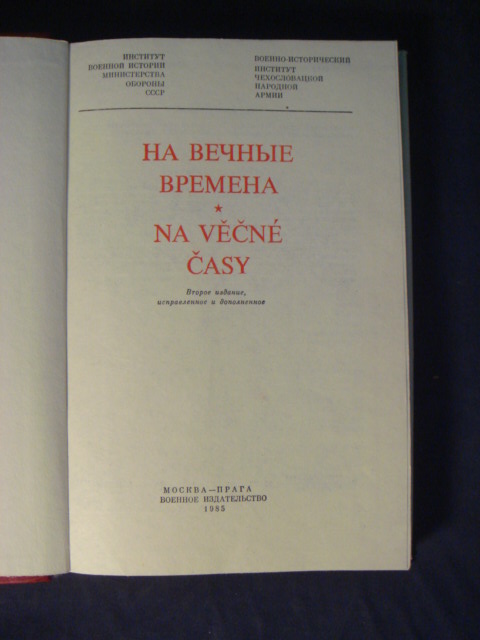 ИНСТИТУТ
ВОЕННОЙ ИСТОРИИ
МИНИСТЕРСТВА
ОБОРОНЫ
СССР
ВОЕННО-ИСТОРИЧЕСКИЙ
ИНСТИТУТ
ЧЕХОСЛОВАЦКОЙ
НАРОДНОЙ
АРМИИ
НА ВЕЧНЫЕ
ВРЕМЕНА
NA VĚČNÉ
ČASY
Второе издание,
исправленное и дополненное
МОСКВА—ПРАГА
ВОЕННОЕ ИЗДАТЕЛЬСТВО
1985